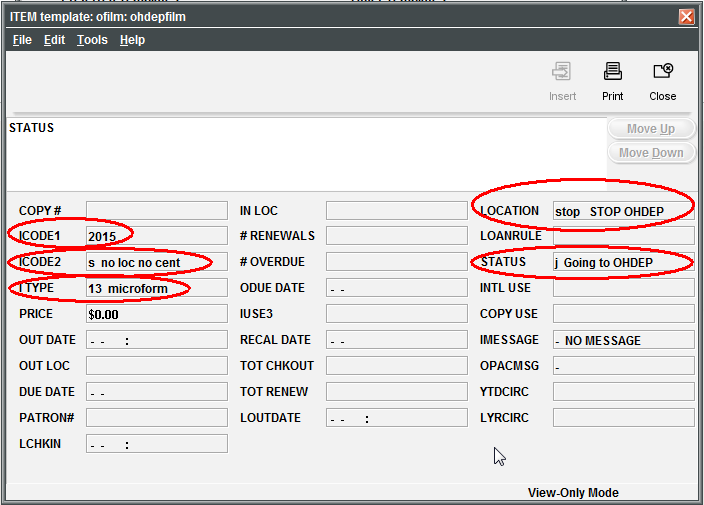 ITEM template: ofilm: ohdepfilm
File Edit Tools Help
Insert Print Close
STATUS
Move Up
Move Down
COPY # IN LOC LOCATION stop STOP OHDEP
ICODE1 2015 # RENEWALS LOANRULE
ICODE2 s no loc no cent # OVERDUE STATUS j Going to OHDEP
I TYPE 13 microform ODUE DATE - - INTL USE
PRICE $0.00 IUSE3 COPY USE
OUT DATE - - : RECAL DATE - - IMESSAGE - NO MESSAGE
OUT LOC TOT CHKOUT OPACMSG -
DUE DATE - - TOT RENEW YTDCIRC
PATRON# LOUTDATE - - : LYRCIRC
LCHKIN - - :
View-Only Mode